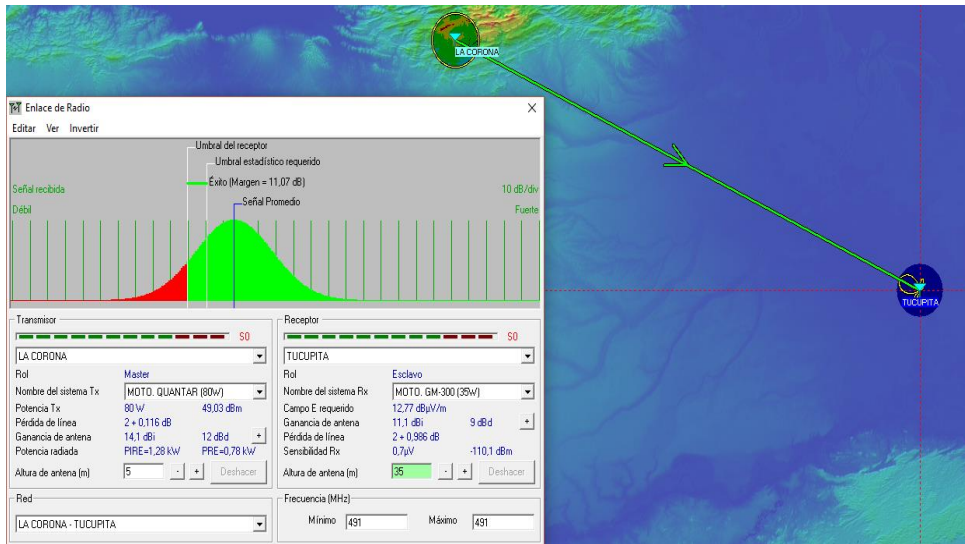 LA CORONA
TUCUPITA
Enlace de Radio
Editar Ver Invertir
Umbral del receptor
Umbral estadístico requerido
Éxito (Margen = 11,07 dB)
Señal Promedio
Señal recibida 10 dB/div
Débil Fuerte
Transmisor
S0
LA CORONA
Rol Master
Nombre del sistema Tx MOTO. QUANTAR (80W)
Potencia Tx 80 W 49,03 dBm
Pérdida de línea 2 + 0,116 dB
Ganancia de antena 14,1 dBi 12 dBd +
Potencia radiada PIRE=1,28 kW PRE=0,78 kW
Altura de antena (m) 5 - + Deshacer
Receptor
S0
TUCUPITA
Rol Esclavo
Nombre del sistema Rx MOTO. GM-300 (35W)
Campo E requerido 12,77 dBµV/m
Ganancia de antena 11,1 dBi 9 dBd +
Pérdida de línea 2 + 0,986 dB
Sensibilidad Rx 0,7µV -110,1 dBm
Altura de antena (m) 35 - + Deshacer
Red
LA CORONA - TUCUPITA
Frecuencia (MHz)
Mínimo 491 Máximo 491